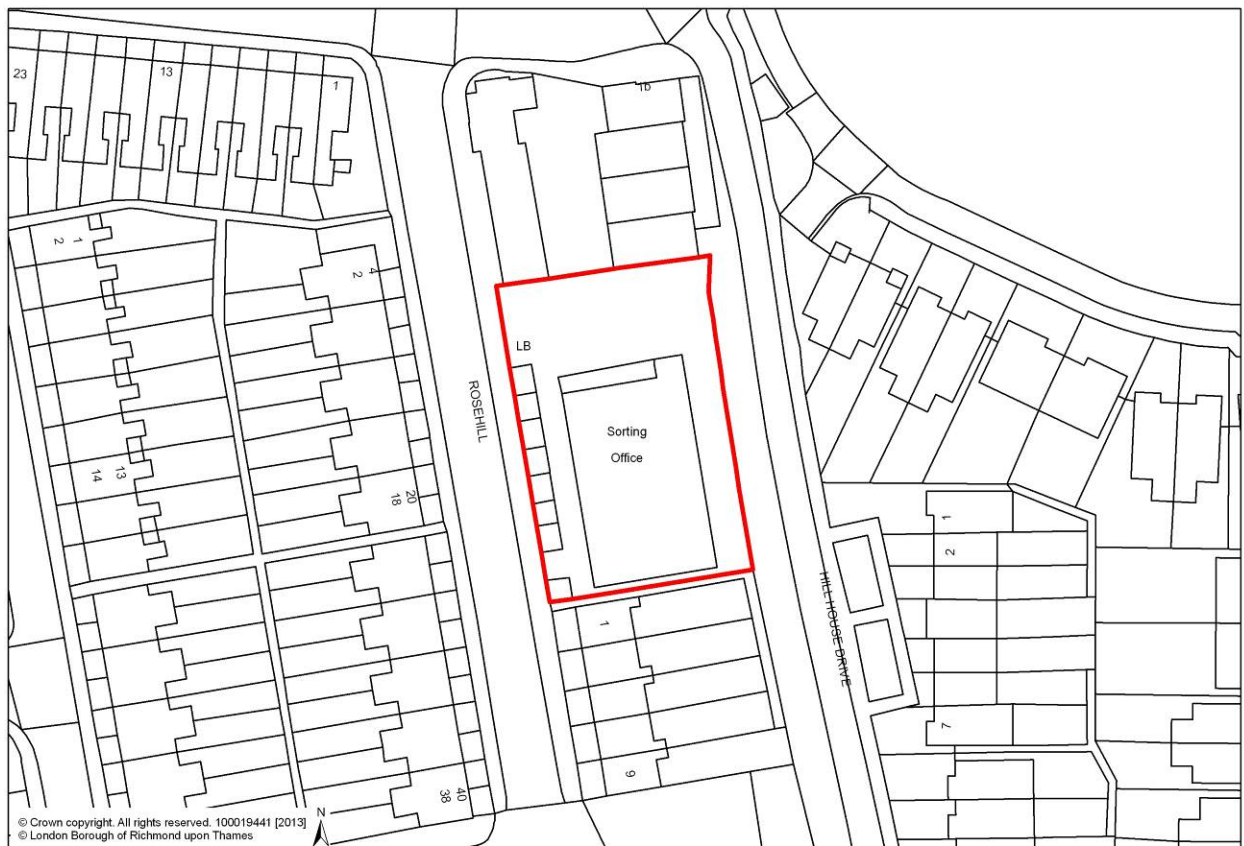 23
13
1
1b
1
2
4
2
LB
ROSEHILL
Sorting
Office
13
14
20
18
1
2
HILL HOUSE DRIVE
1
7
9
40
38
N
© Crown copyright. All rights reserved. 100019441 [2013]
© London Borough of Richmond upon Thames